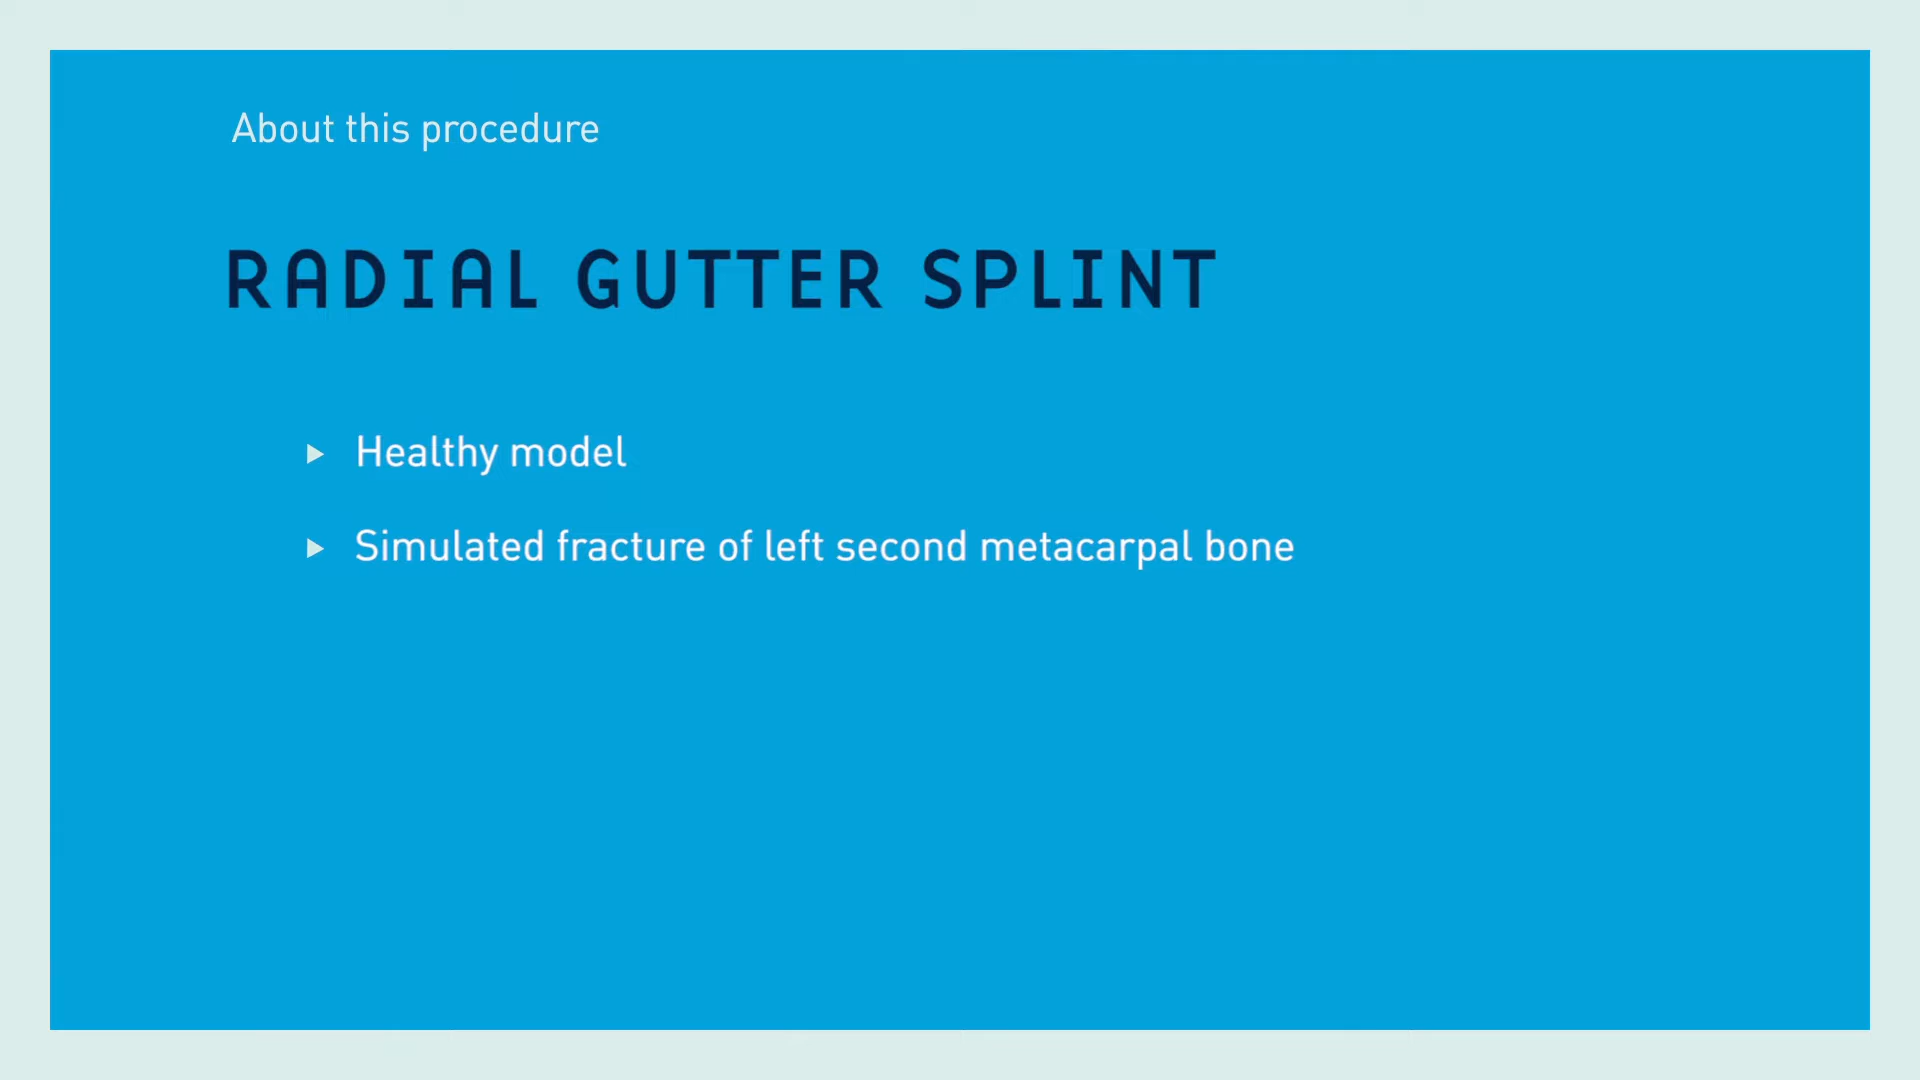 About this procedure
RADIAL GUTTER SPLINT
Healthy model
Simulated fracture of left second metacarpal bone